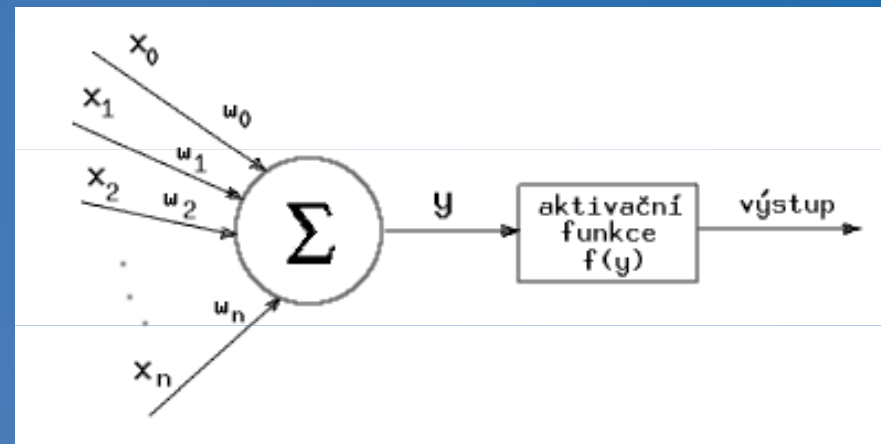 x₀
w₀
x₁
w₁
x₂
w₂
Σ
y
aktivační
funkce
f(y)
výstup
wₙ
xₙ